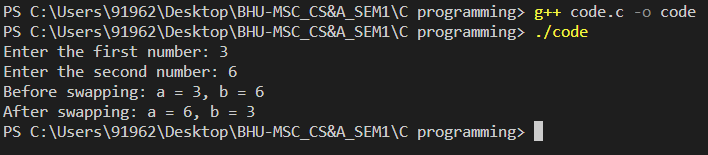 PS C:\Users\91962\Desktop\BHU-MSC_CS&A_SEM1\C programming> g++ code.c -o code
PS C:\Users\91962\Desktop\BHU-MSC_CS&A_SEM1\C programming> ./code
Enter the first number: 3
Enter the second number: 6
Before swapping: a = 3, b = 6
After swapping: a = 6, b = 3
PS C:\Users\91962\Desktop\BHU-MSC_CS&A_SEM1\C programming>